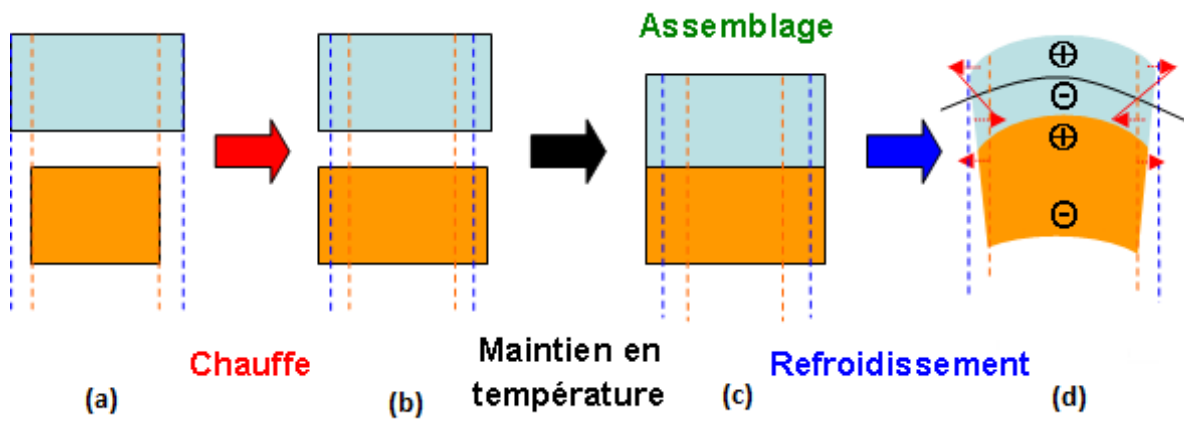 Assemblage
⊕
⊖
⊕
⊖
Chauffe
Maintien en
température
Refroidissement
(a)
(b)
(c)
(d)